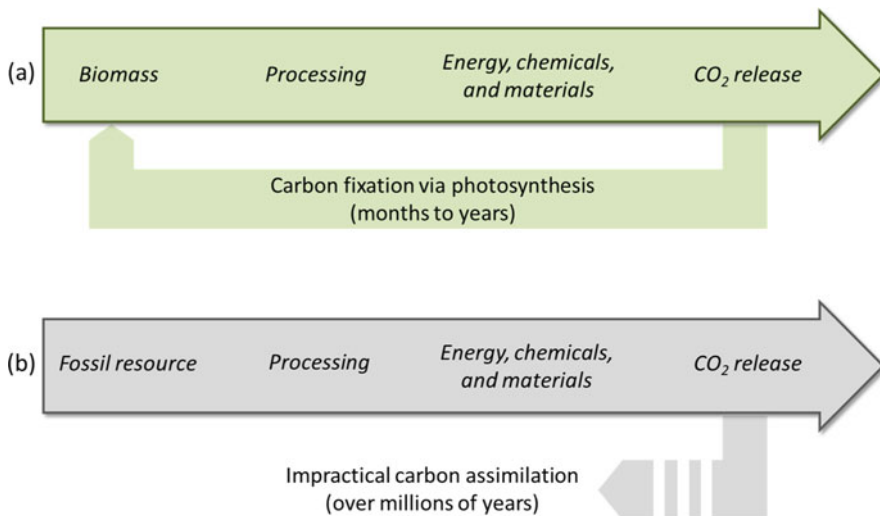 (a)
Biomass
Processing
Energy, chemicals,
and materials
CO₂ release
Carbon fixation via photosynthesis
(months to years)
(b)
Fossil resource
Processing
Energy, chemicals,
and materials
CO₂ release
Impractical carbon assimilation
(over millions of years)